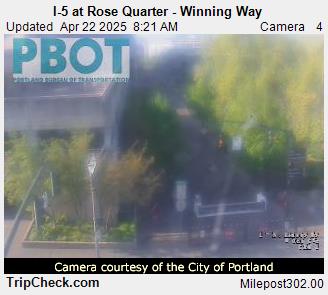 I-5 at Rose Quarter - Winning Way
Updated Apr 22 2025 8:21 AM Camera 4
PBOT
PORTLAND BUREAU OF TRANSPORTATION
Camera courtesy of the City of Portland
TripCheck.com Milepost302.00